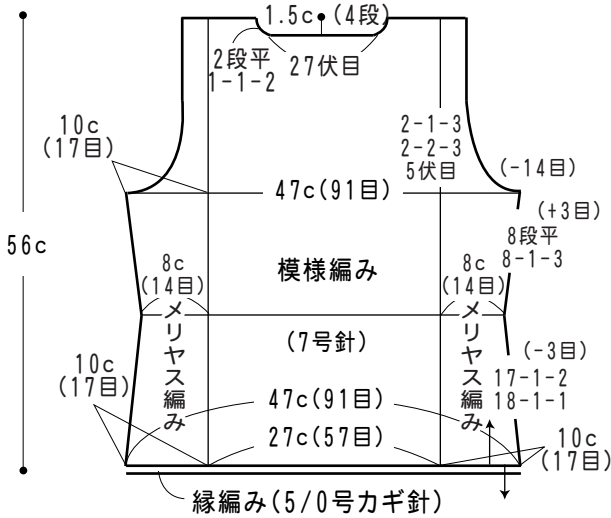 1.5c (4段)
2段平
1-1-2
27伏目
10c
(17目)
2-1-3
2-2-3
5伏目
(-14目)
47c(91目)
(+3目)
8段平
8-1-3
56c
8c
(14目)
模様編み
8c
(14目)
メリヤス編み
(7号針)
メリヤス編み
(-3目)
17-1-2
18-1-1
10c
(17目)
47c(91目)
27c(57目)
10c
(17目)
縁編み(5/0号カギ針)